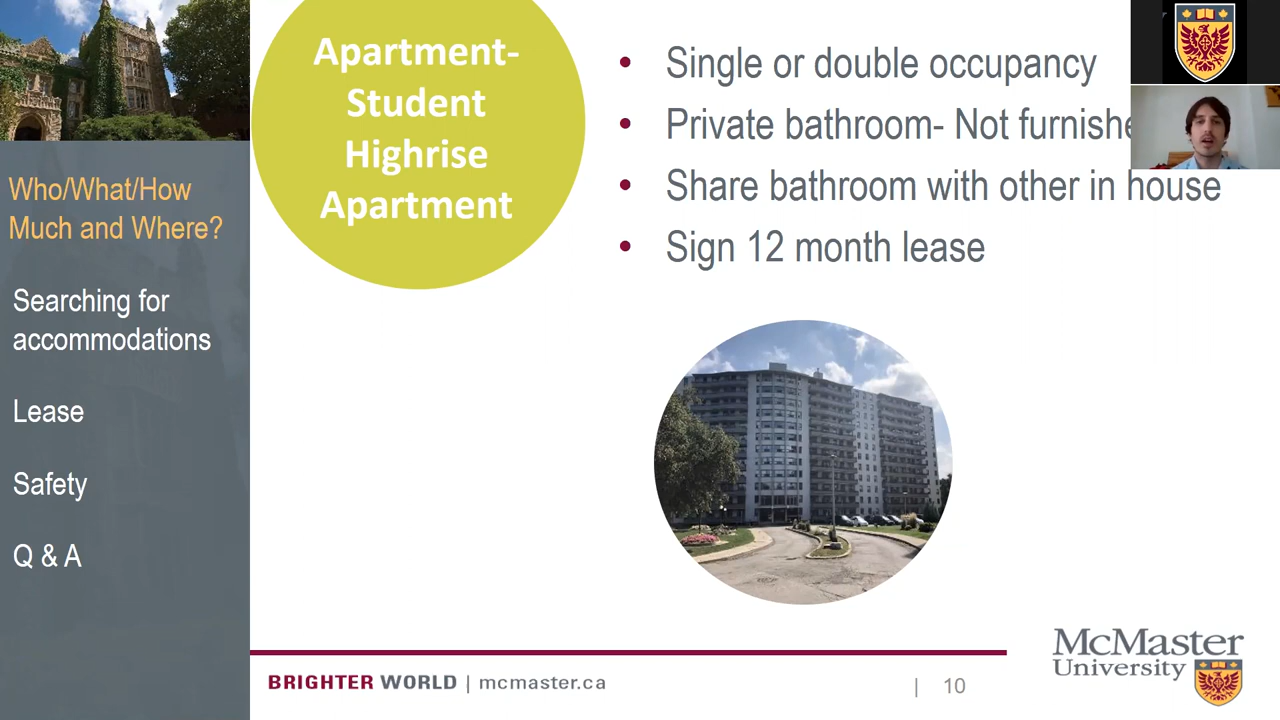 Apartment-
Student
Highrise
Apartment
• Single or double occupancy
• Private bathroom- Not
• Share bathroom with other in house
• Sign 12 month lease
Who/What/How
Much and Where?
Searching for
accommodations
Lease
Safety
Q & A
BRIGHTER WORLD | mcmaster.ca
| 10
McMaster
University